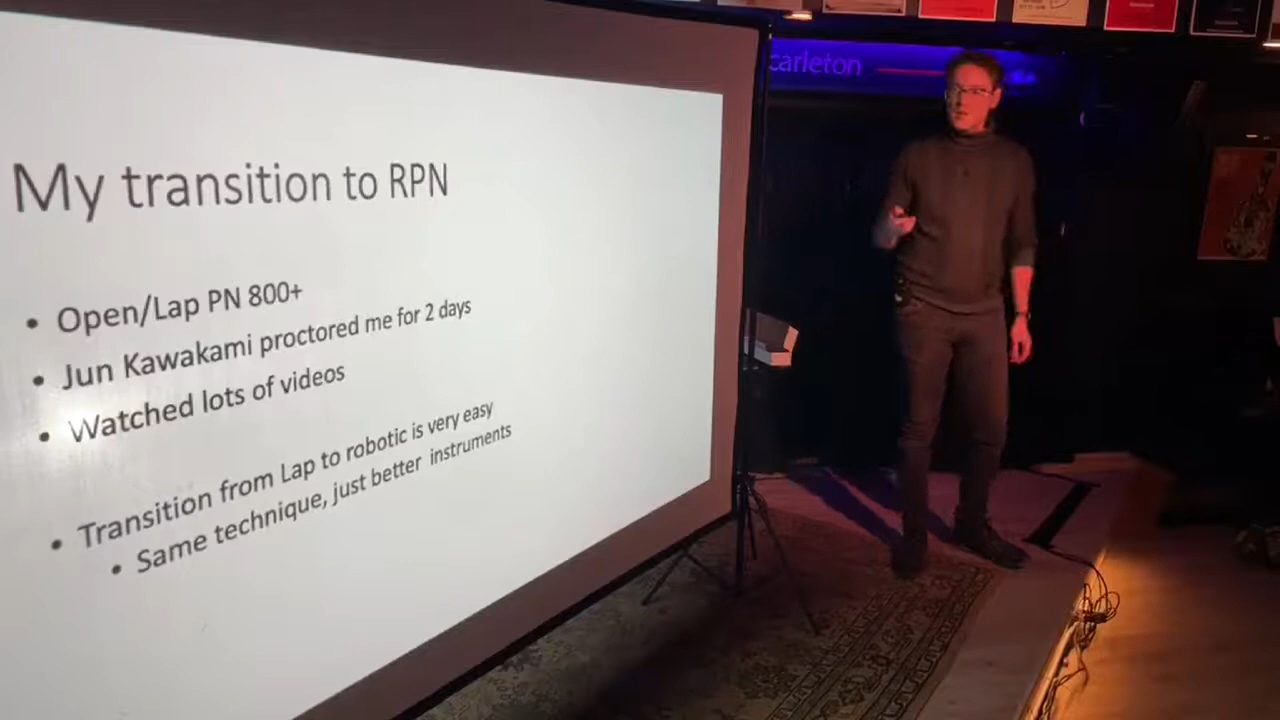 carleton
My transition to RPN
• Open/Lap PN 800+
• Jun Kawakami proctored me for 2 days
• Watched lots of videos
• Transition from Lap to robotic is very easy
• Same technique, just better instruments